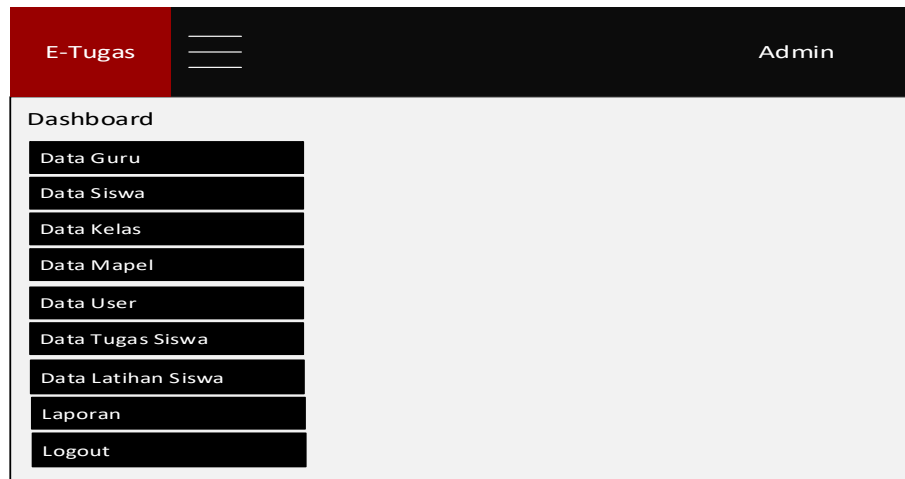 E-Tugas
Admin
Dashboard
Data Guru
Data Siswa
Data Kelas
Data Mapel
Data User
Data Tugas Siswa
Data Latihan Siswa
Laporan
Logout